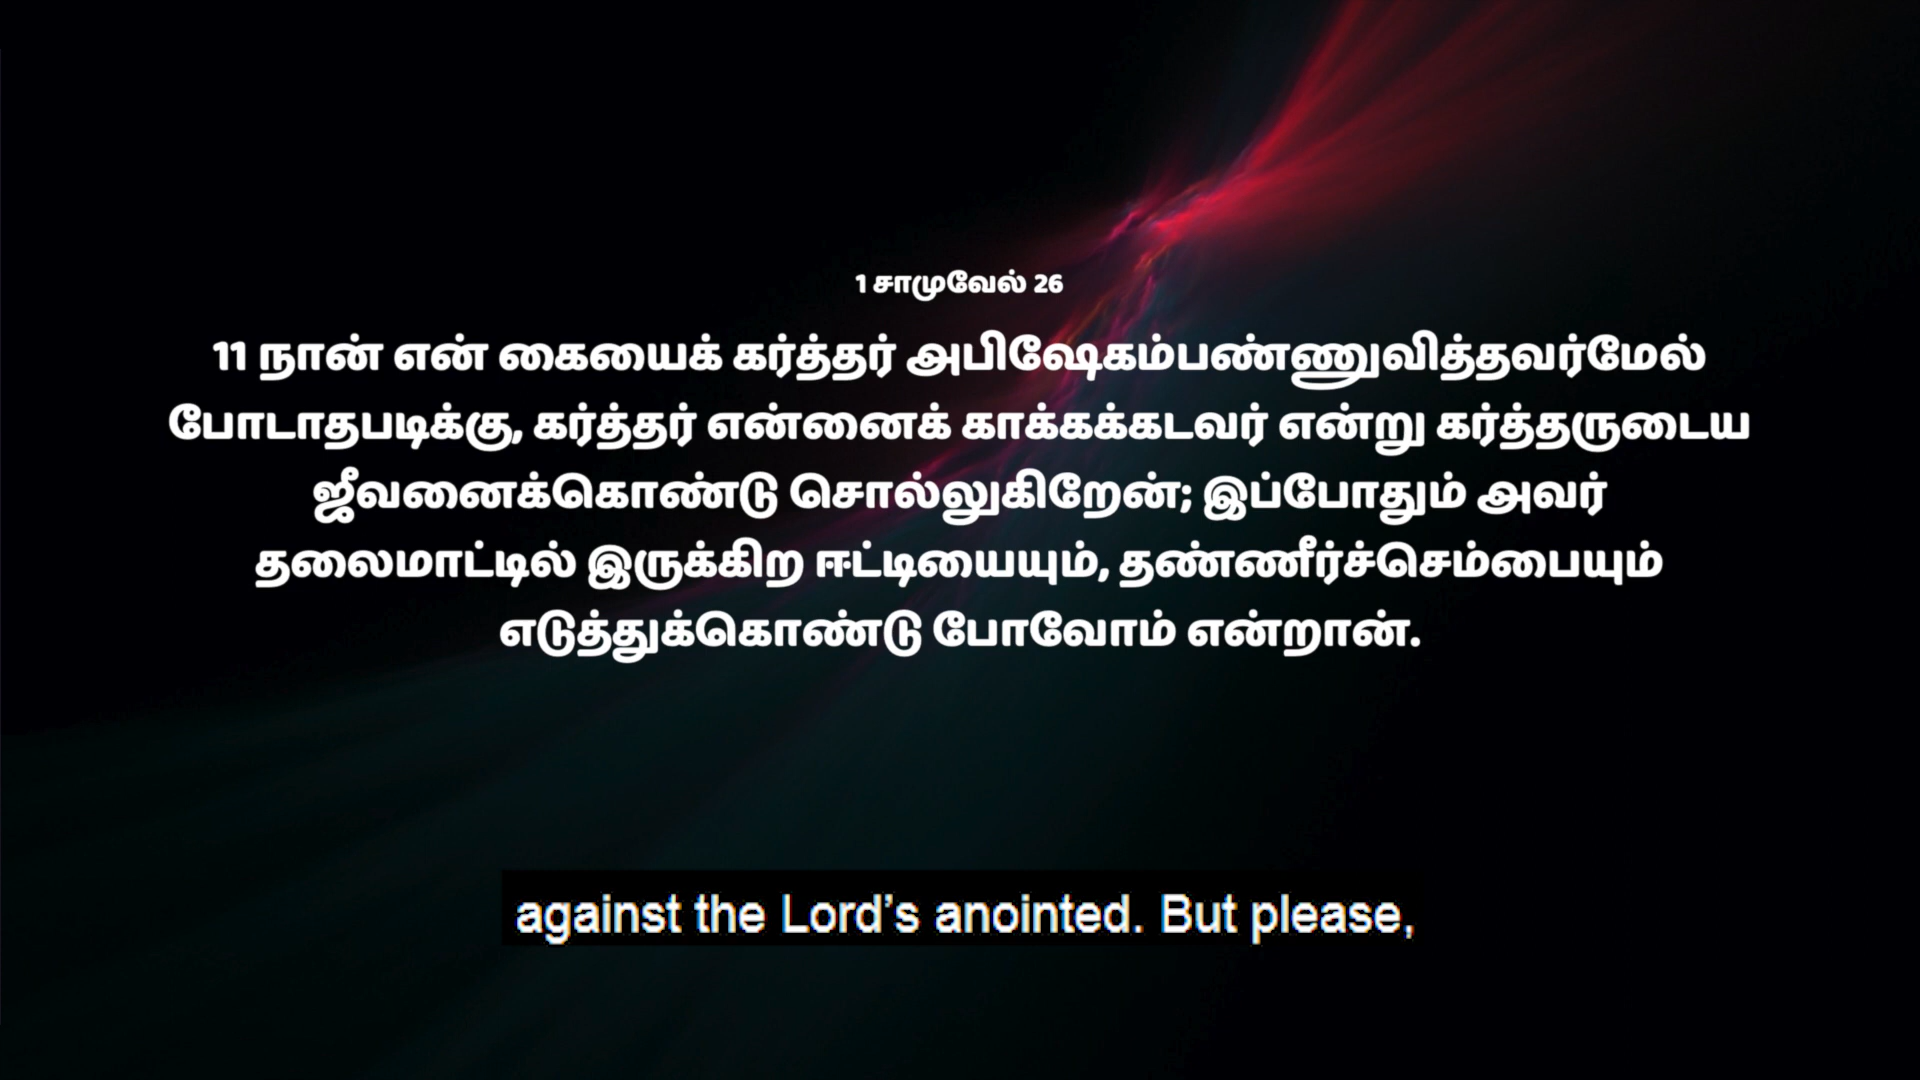 1 சாமுவேல் 26
11 நான் என் கையைக் கர்த்தர் அபிஷேகம்பண்ணுவித்தவர்மேல்
போடாதபடிக்கு, கர்த்தர் என்னைக் காக்கக்கடவர் என்று கர்த்தருடைய
ஜீவனைக்கொண்டு சொல்லுகிறேன்; இப்போதும் அவர்
தலைமாட்டில் இருக்கிற ஈட்டியையும், தண்ணீர்ச்செம்பையும்
எடுத்துக்கொண்டு போவோம் என்றான்.
against the Lord’s anointed. But please,